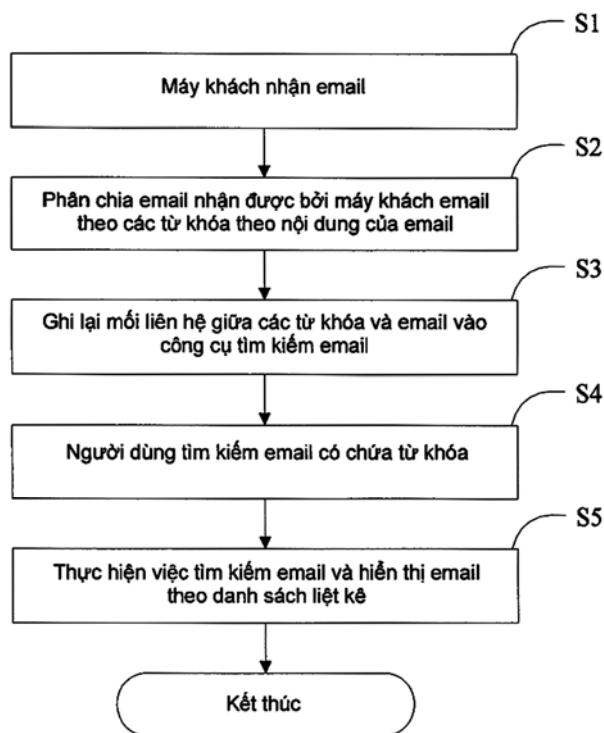 S1
Máy khách nhận email
S2
Phân chia email nhận được bởi máy khách email
theo các từ khóa theo nội dung của email
S3
Ghi lại mối liên hệ giữa các từ khóa và email vào
công cụ tìm kiếm email
S4
Người dùng tìm kiếm email có chứa từ khóa
S5
Thực hiện việc tìm kiếm email và hiển thị email
theo danh sách liệt kê
Kết thúc